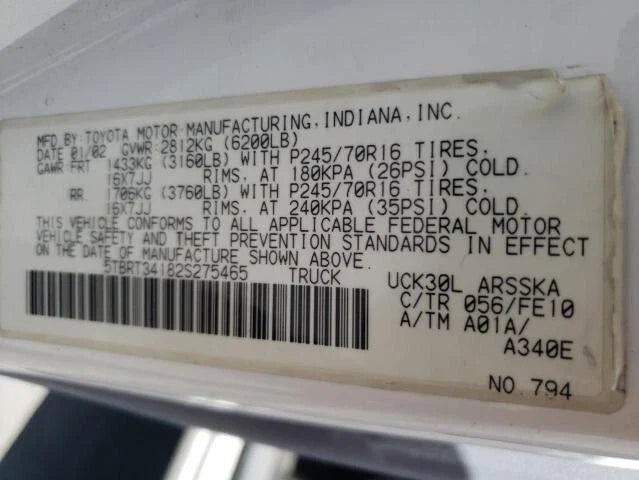 MFD.BY:TOYOTA MOTOR MANUFACTURING,INDIANA,INC.
DATE 01/02 GVWR:2812KG (6200LB)
GAWR:FRT 1433KG (3160LB) WITH P245/70R16 TIRES,
16X7JJ RIMS, AT 180KPA (26PSI) COLD.
RR 1706KG (3760LB) WITH P245/70R16 TIRES,
16X7JJ RIMS, AT 240KPA (35PSI) COLD.
THIS VEHICLE CONFORMS TO ALL APPLICABLE FEDERAL MOTOR
VEHICLE SAFETY AND THEFT PREVENTION STANDARDS IN EFFECT
ON THE DATE OF MANUFACTURE SHOWN ABOVE.
5TBRT34182S275465 TRUCK
UCK30L ARSSKA
C/TR 056/FE10
A/TM A01A/
A340E
NO.794